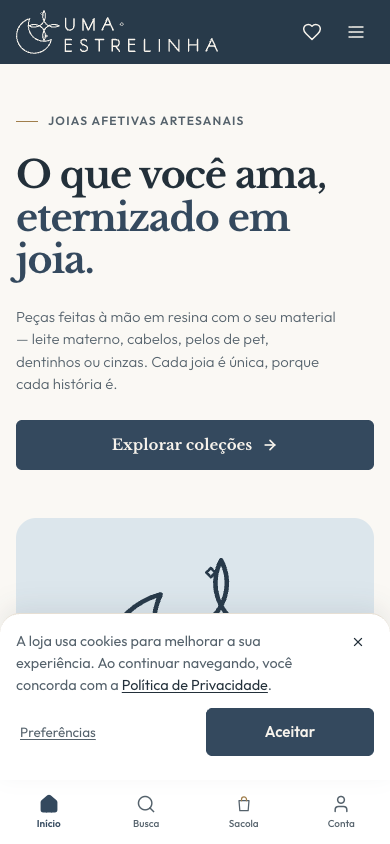 UMA
ESTRELINHA
JOIAS AFETIVAS ARTESANAIS
O que você ama,
eternizado em
joia.
Peças feitas à mão em resina com o seu material
— leite materno, cabelos, pelos de pet,
dentinhos ou cinzas. Cada joia é única, porque
cada história é.
Explorar coleções →
A loja usa cookies para melhorar a sua
experiência. Ao continuar navegando, você
concorda com a Política de Privacidade.
Preferências
Aceitar
Início
Busca
Sacola
Conta